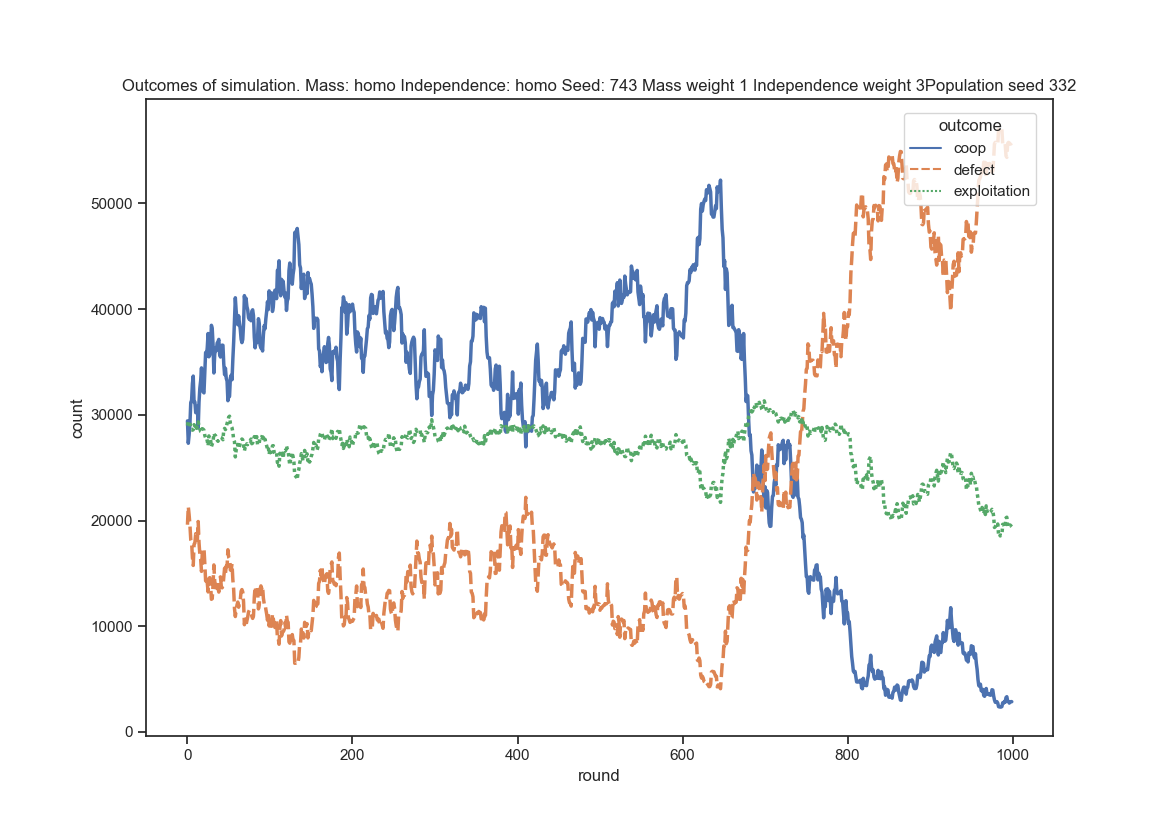 Outcomes of simulation. Mass: homo Independence: homo Seed: 743 Mass weight 1 Independence weight 3Population seed 332
outcome
coop
defect
exploitation
50000
40000
30000
20000
10000
0
count
0 200 400 600 800 1000
round